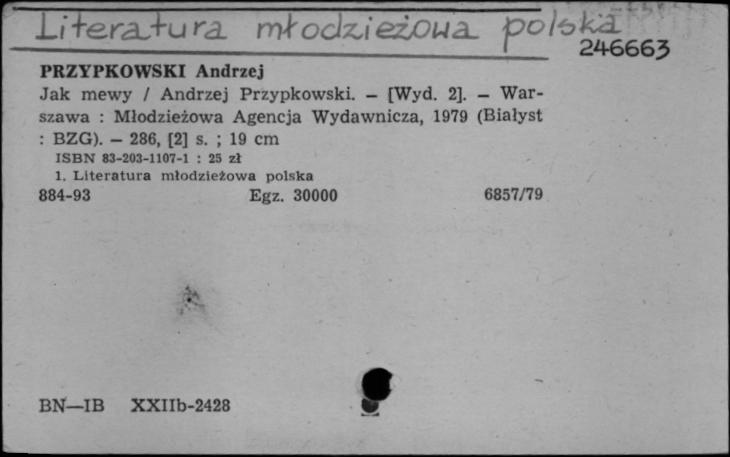 Literatura młodzieżowa polska
246663
PRZYPKOWSKI Andrzej
Jak mewy / Andrzej Przypkowski. — [Wyd. 2]. — War-
szawa : Młodzieżowa Agencja Wydawnicza, 1979 (Białyst
: BZG). — 286, [2] s. ; 19 cm
ISBN 83-203-1107-1 : 25 zł
1. Literatura młodzieżowa polska
884-93 Egz. 30000 6857/79
BN—IB XXIIb-2428